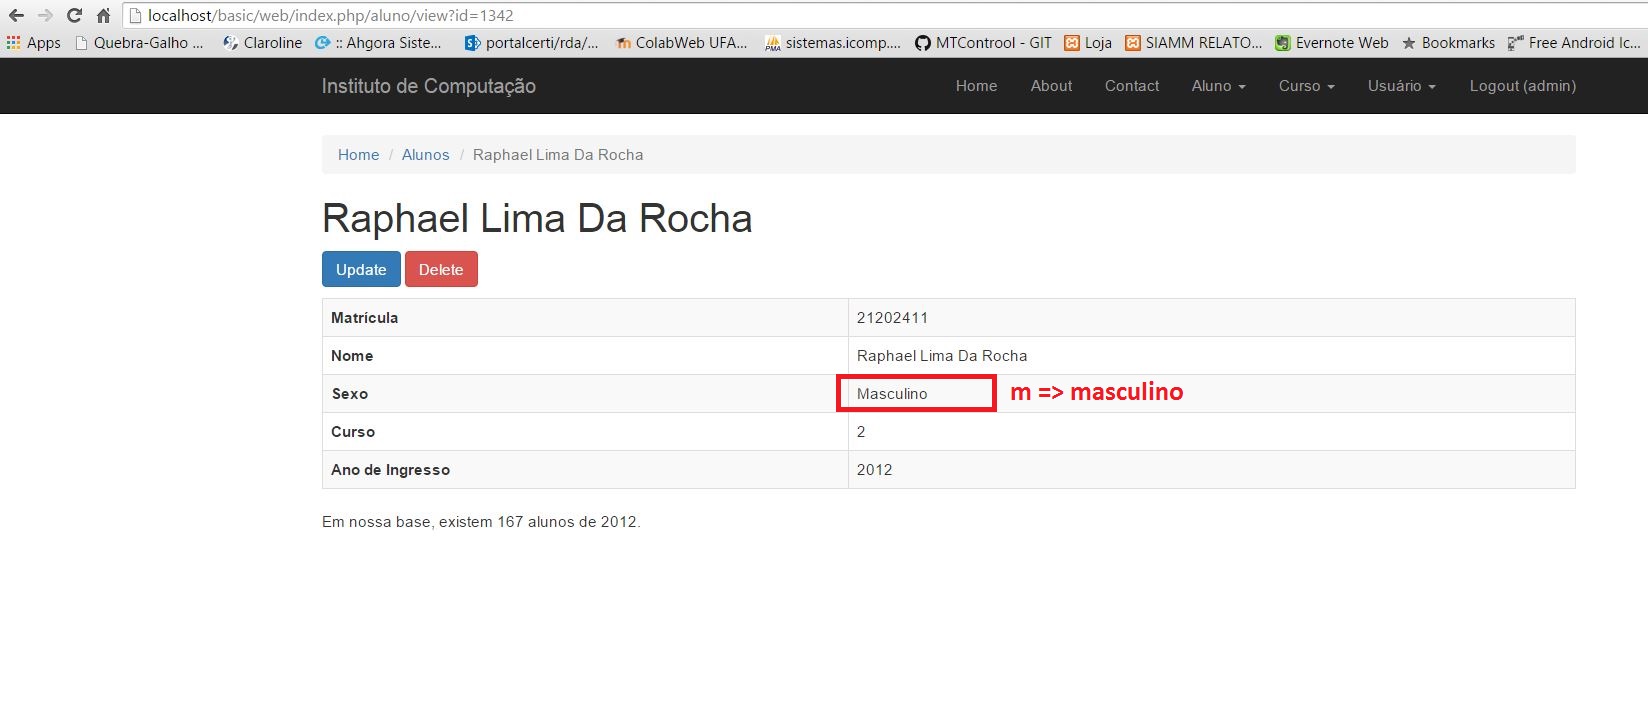 localhost/basic/web/index.php/aluno/view?id=1342
Apps Quebra-Galho ... Claroline :: Ahgora Siste... portalcerti/rda/... ColabWeb UFA... PMA sistemas.icomp.... MTControol - GIT Loja SIAMM RELATO... Evernote Web Bookmarks Free Android Ic...
Instituto de Computação Home About Contact Aluno Curso Usuário Logout (admin)
Home / Alunos / Raphael Lima Da Rocha
Raphael Lima Da Rocha
Update Delete
Matrícula 21202411
Nome Raphael Lima Da Rocha
Sexo Masculino m => masculino
Curso 2
Ano de Ingresso 2012
Em nossa base, existem 167 alunos de 2012.